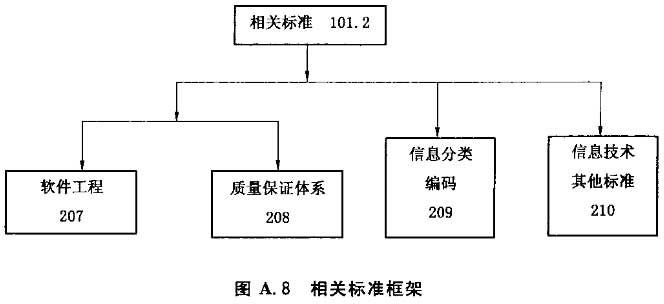 相关标准 101.2
软件工程
207
质量保证体系
208
信息分类
编码
209
信息技术
其他标准
210
图 A.8 相关标准框架